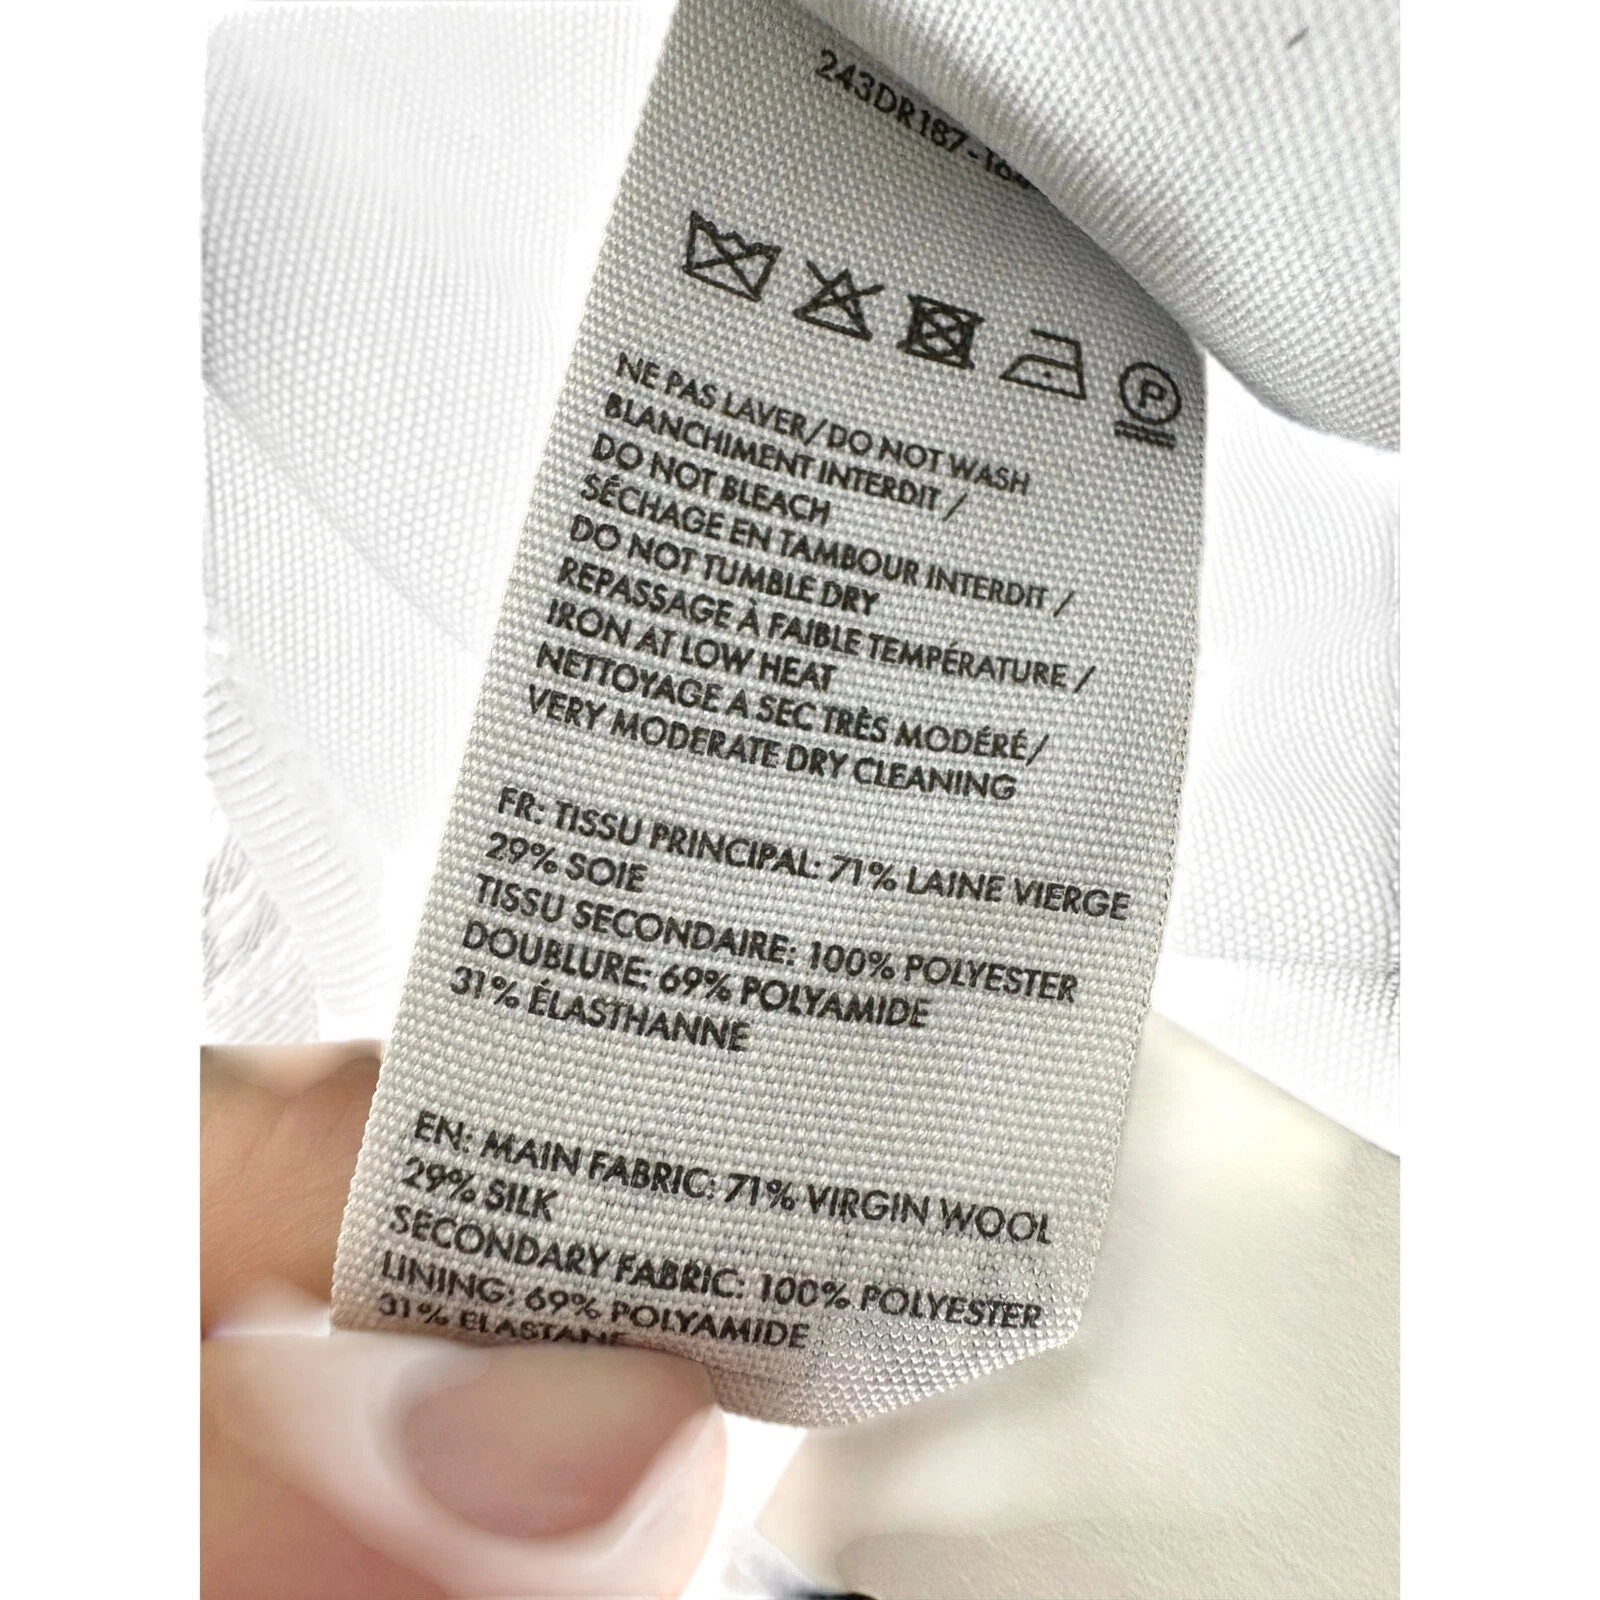 243DR187-
P
NE PAS LAVER/DO NOT WASH
BLANCHIMENT INTERDIT /
DO NOT BLEACH
SÉCHAGE EN TAMBOUR INTERDIT /
DO NOT TUMBLE DRY
REPASSAGE À FAIBLE TEMPÉRATURE /
IRON AT LOW HEAT
NETTOYAGE A SEC TRÈS MODÉRÉ/
VERY MODERATE DRY CLEANING
FR: TISSU PRINCIPAL: 71% LAINE VIERGE
29% SOIE
TISSU SECONDAIRE: 100% POLYESTER
DOUBLURE: 69% POLYAMIDE
31% ÉLASTHANNE
EN: MAIN FABRIC: 71% VIRGIN WOOL
29% SILK
SECONDARY FABRIC: 100% POLYESTER
LINING: 69% POLYAMIDE
31% ELASTANE